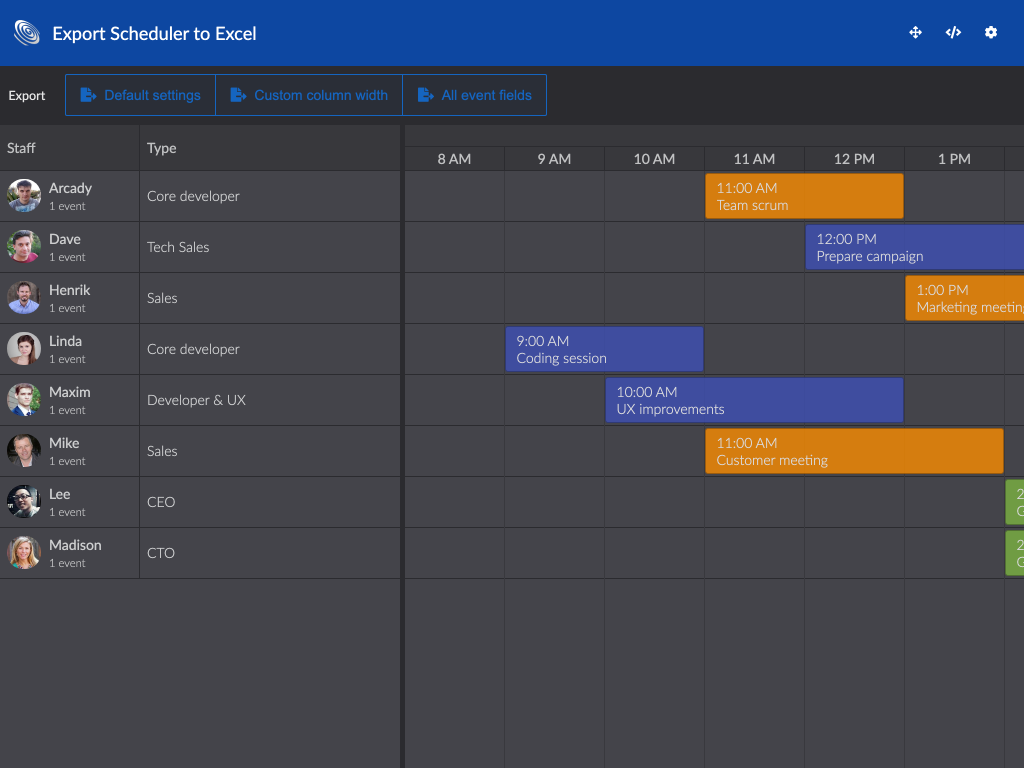 Export Scheduler to Excel
Export
Default settings
Custom column width
All event fields
Staff
Type
8 AM
9 AM
10 AM
11 AM
12 PM
1 PM
Arcady
1 event
Core developer
11:00 AM
Team scrum
Dave
1 event
Tech Sales
12:00 PM
Prepare campaign
Henrik
1 event
Sales
1:00 PM
Marketing meeting
Linda
1 event
Core developer
9:00 AM
Coding session
Maxim
1 event
Developer & UX
10:00 AM
UX improvements
Mike
1 event
Sales
11:00 AM
Customer meeting
Lee
1 event
CEO
2
G
Madison
1 event
CTO
2
G